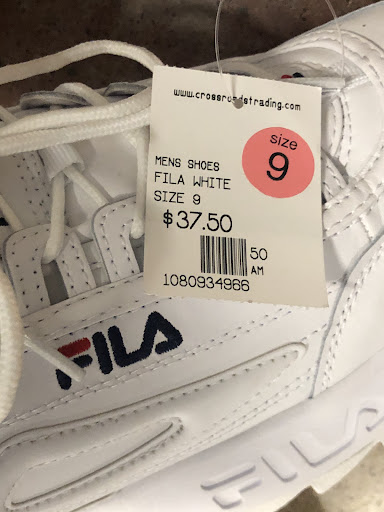 www.crossroadstrading.com
size
9
MENS SHOES
FILA WHITE
SIZE 9
$37.50
50
AM
1080934966
FILA
FILA